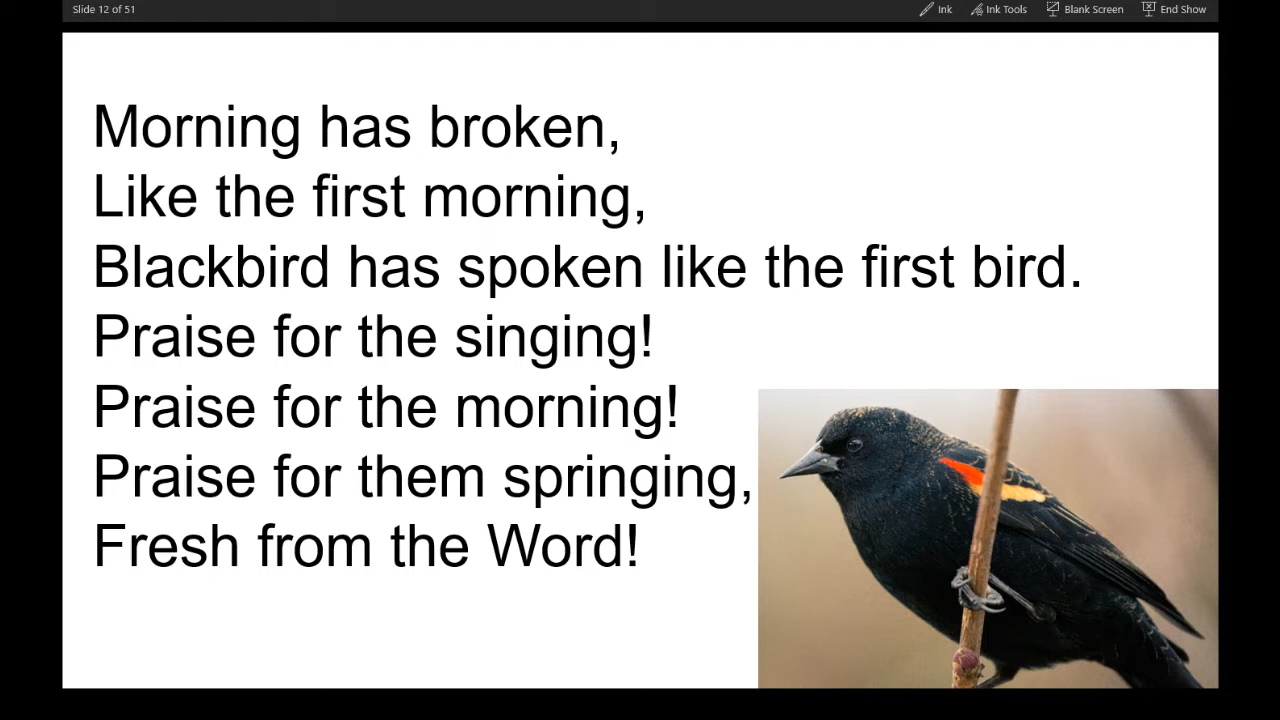 Slide 12 of 51
Ink Ink Tools Blank Screen End Show
Morning has broken,
Like the first morning,
Blackbird has spoken like the first bird.
Praise for the singing!
Praise for the morning!
Praise for them springing,
Fresh from the Word!